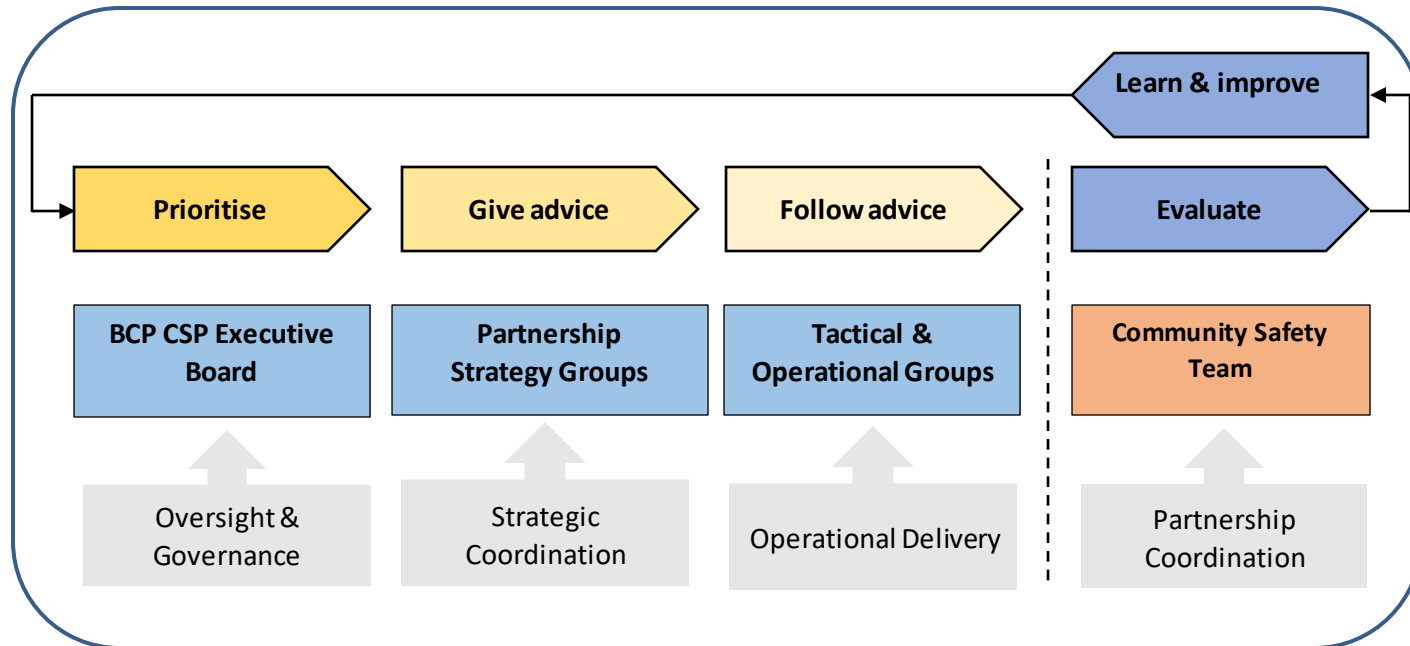 Learn & improve
Prioritise
Give advice
Follow advice
Evaluate
BCP CSP Executive
Board
Partnership
Strategy Groups
Tactical &
Operational Groups
Community Safety
Team
Oversight &
Governance
Strategic
Coordination
Operational Delivery
Partnership
Coordination